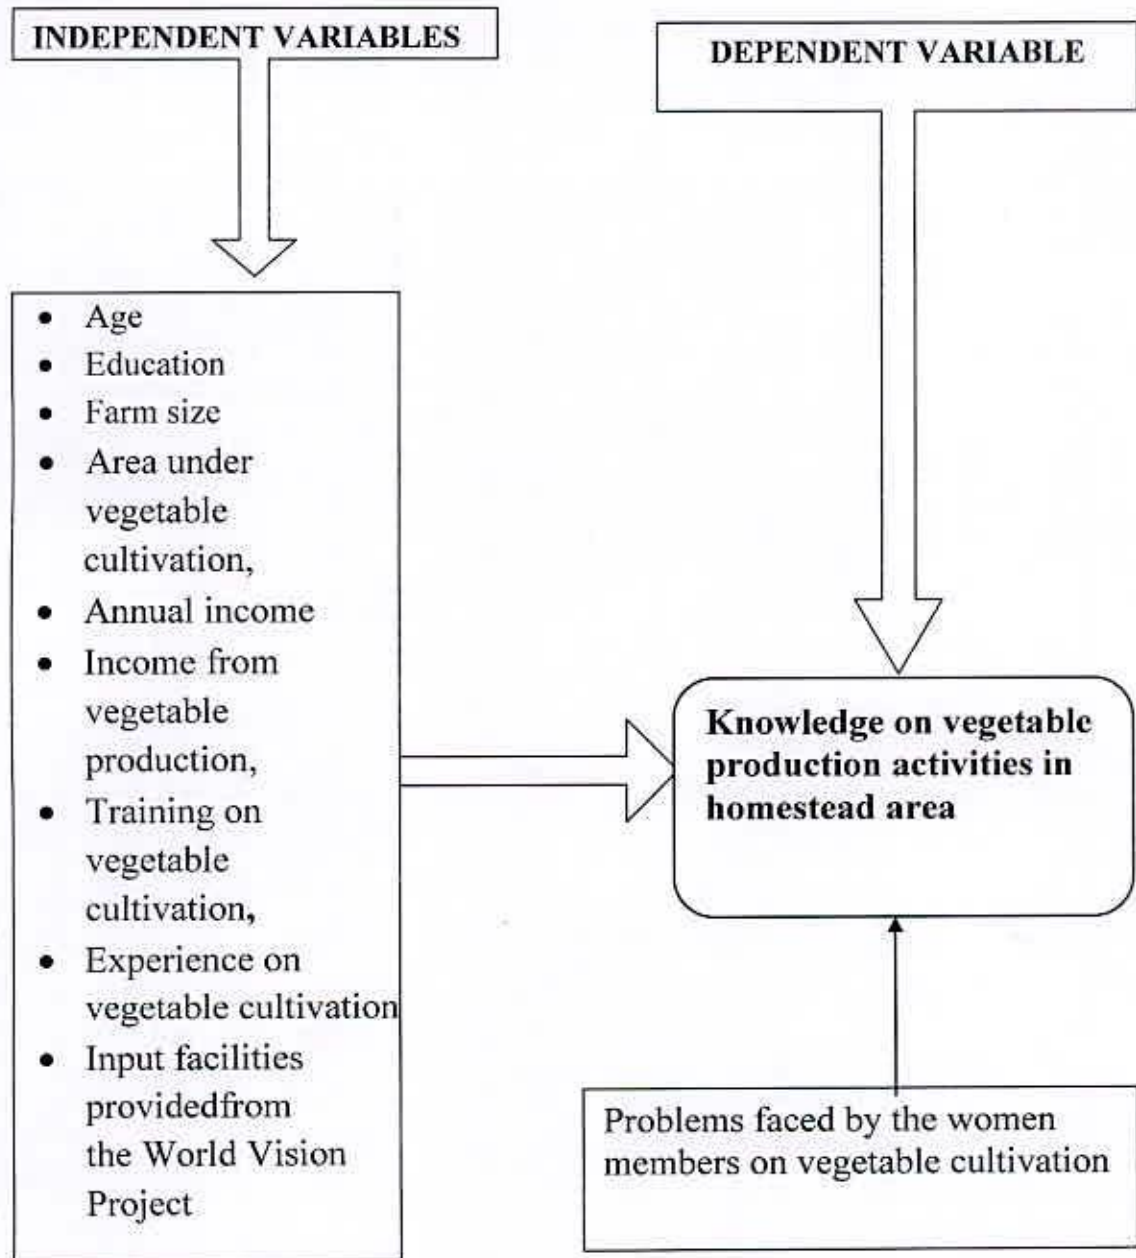 INDEPENDENT VARIABLES
DEPENDENT VARIABLE
• Age
• Education
• Farm size
• Area under
vegetable
cultivation,
• Annual income
• Income from
vegetable
production,
• Training on
vegetable
cultivation,
• Experience on
vegetable cultivation
• Input facilities
providedfrom
the World Vision
Project
Knowledge on vegetable
production activities in
homestead area
Problems faced by the women
members on vegetable cultivation